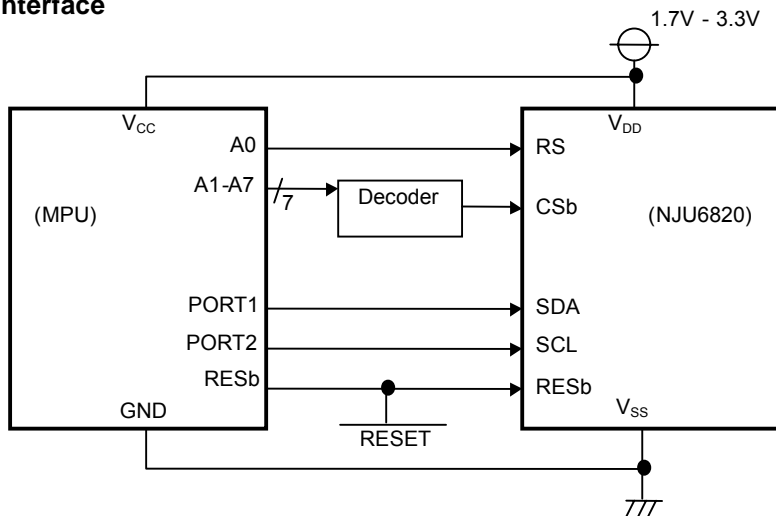 nterface
1.7V - 3.3V
VCC
VDD
A0
RS
A1-A7
7
Decoder
CSb
(MPU)
(NJU6820)
PORT1
SDA
PORT2
SCL
RESb
RESb
GND
VSS
RESET